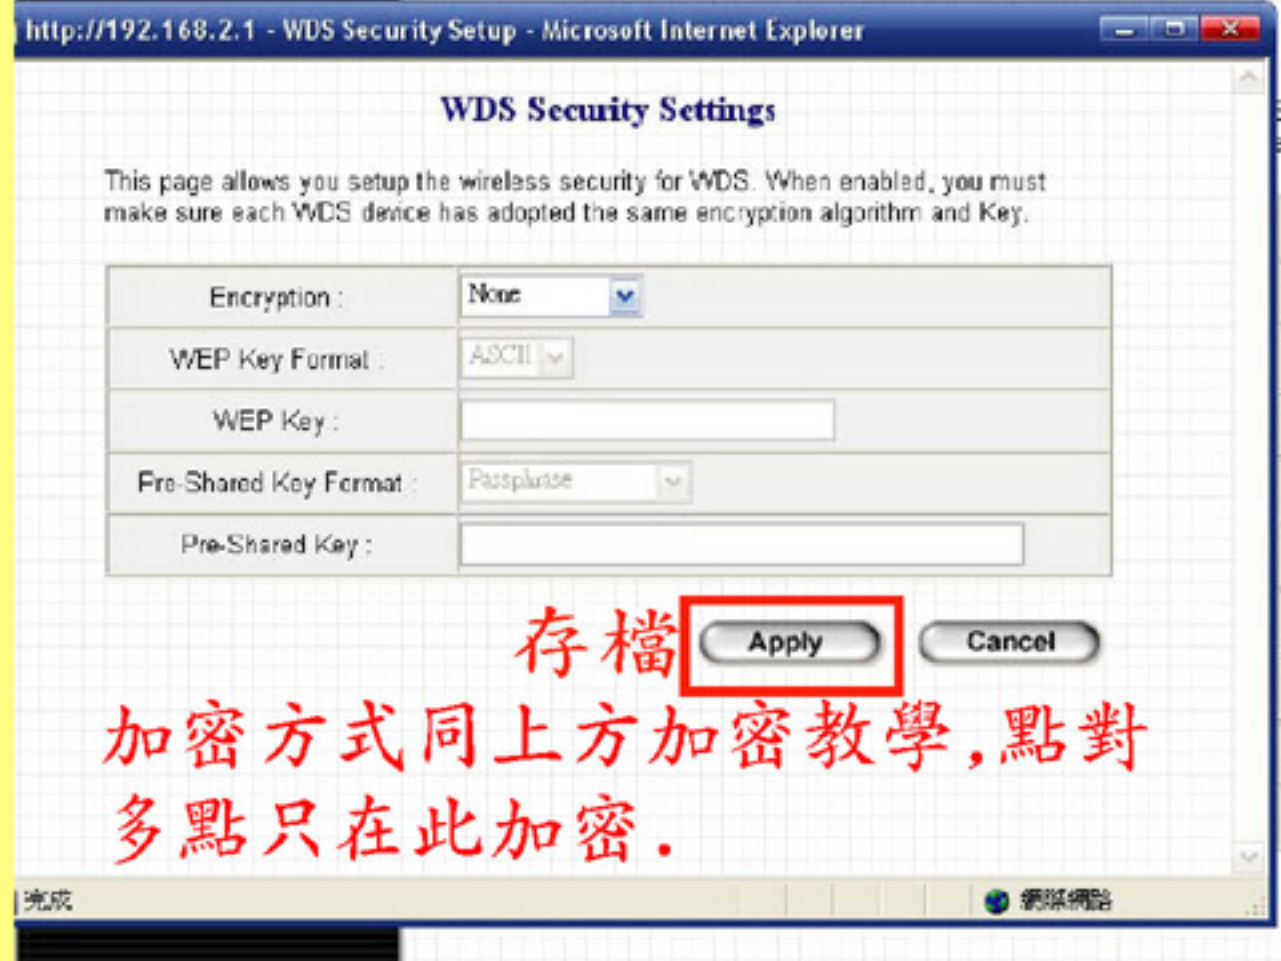 http://192.168.2.1 - WDS Security Setup - Microsoft Internet Explorer
WDS Security Settings
This page allows you setup the wireless security for WDS. When enabled, you must
make sure each WDS device has adopted the same encryption algorithm and Key.
Encryption : None
WEP Key Format : ASCII
WEP Key :
Pre-Shared Key Format : Passphrase
Pre-Shared Key :
存檔 Apply Cancel
加密方式同上方加密教學,點對
多點只在此加密.
完成 網際網路